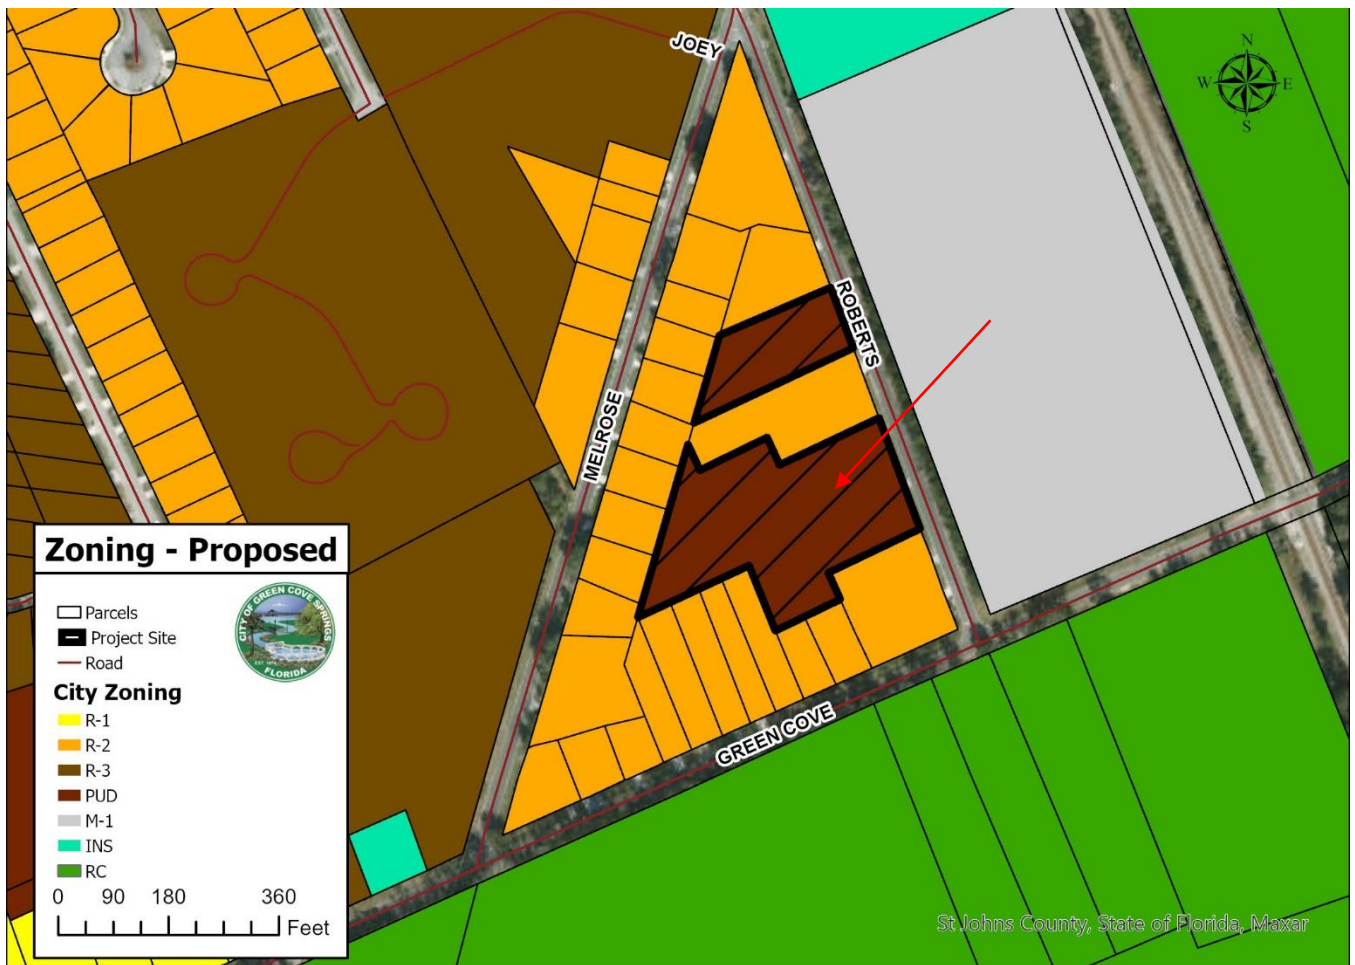 JOEY
N
W E
S
ROBERTS
MELROSE
GREEN COVE
Zoning - Proposed
Parcels
Project Site
Road
CITY OF GREEN COVE SPRINGS
FLORIDA
City Zoning
R-1
R-2
R-3
PUD
M-1
INS
RC
0 90 180 360
Feet
St Johns County, State of Florida, Maxar